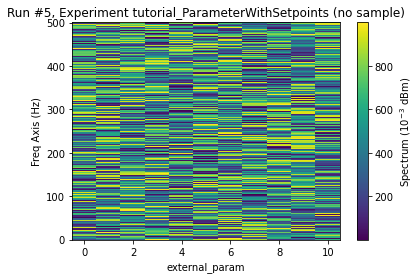 Run #5, Experiment tutorial_ParameterWithSetpoints (no sample)
500
400
300
200
100
0
Freq Axis (Hz)
0 2 4 6 8 10
external_param
800
600
400
200
Spectrum (10⁻³ dBm)